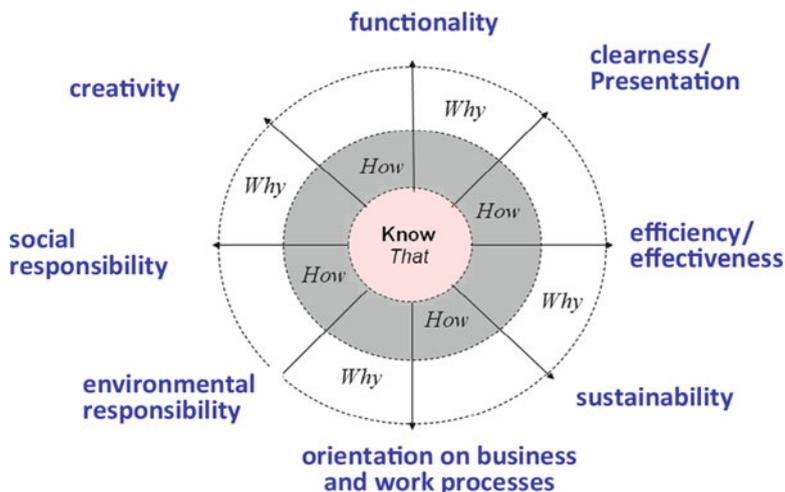 functionality
clearness/
Presentation
creativity
Why
How
Why
How
Know
That
social
responsibility
efficiency/
effectiveness
How
How
Why
Why
environmental
responsibility
sustainability
orientation on business
and work processes